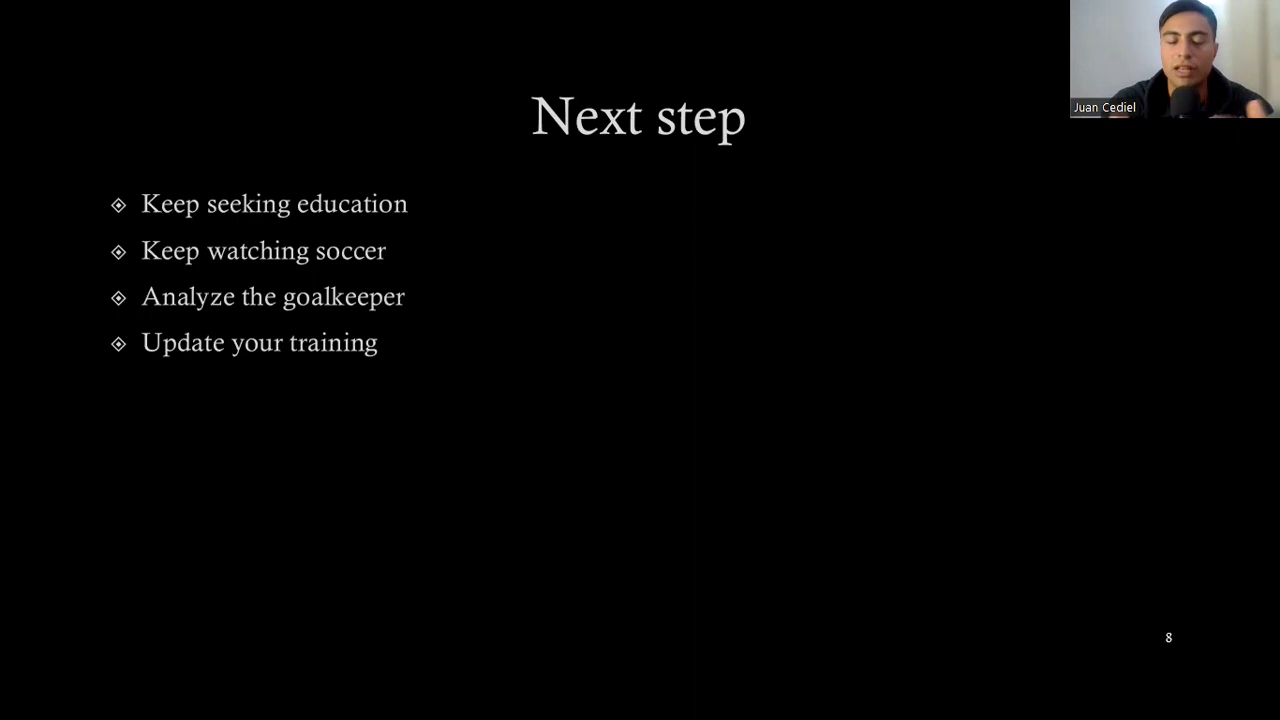 Juan Cediel
Next step
Keep seeking education
Keep watching soccer
Analyze the goalkeeper
Update your training
8